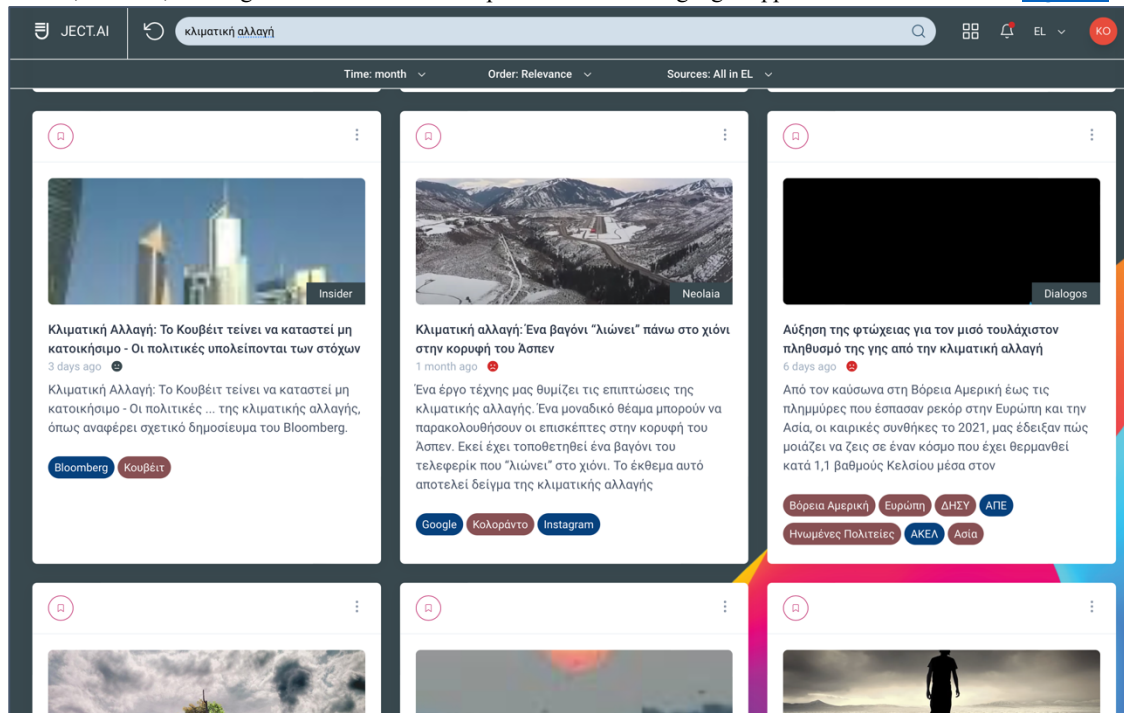 JECT.AI
κλιματική αλλαγή
EL
KO
Time: month
Order: Relevance
Sources: All in EL
Insider
Κλιματική Αλλαγή: Το Κουβέιτ τείνει να καταστεί μη
κατοικήσιμο - Οι πολιτικές υπολείπονται των στόχων
3 days ago
Κλιματική Αλλαγή: Το Κουβέιτ τείνει να καταστεί μη
κατοικήσιμο - Οι πολιτικές ... της κλιματικής αλλαγής,
όπως αναφέρει σχετικό δημοσίευμα του Bloomberg.
Bloomberg Κουβέιτ
Neolaia
Κλιματική αλλαγή: Ένα βαγόνι “λιώνει” πάνω στο χιόνι
στην κορυφή του Άσπεν
1 month ago
Ένα έργο τέχνης μας θυμίζει τις επιπτώσεις της
κλιματικής αλλαγής. Ένα μοναδικό θέαμα μπορούν να
παρακολουθήσουν οι επισκέπτες στην κορυφή του
Άσπεν. Εκεί έχει τοποθετηθεί ένα βαγόνι του
τελεφερίκ που “λιώνει” στο χιόνι. Το έκθεμα αυτό
αποτελεί δείγμα της κλιματικής αλλαγής
Google Κολοράντο Instagram
Dialogos
Αύξηση της φτώχειας για τον μισό τουλάχιστον
πληθυσμό της γης από την κλιματική αλλαγή
6 days ago
Από τον καύσωνα στη Βόρεια Αμερική έως τις
πλημμύρες που έσπασαν ρεκόρ στην Ευρώπη και την
Ασία, οι καιρικές συνθήκες το 2021, μας έδειξαν πώς
μοιάζει να ζεις σε έναν κόσμο που έχει θερμανθεί
κατά 1,1 βαθμούς Κελσίου μέσα στον
Βόρεια Αμερική Ευρώπη ΔΗΣΥ ΑΠΕ
Ηνωμένες Πολιτείες ΑΚΕΛ Ασία